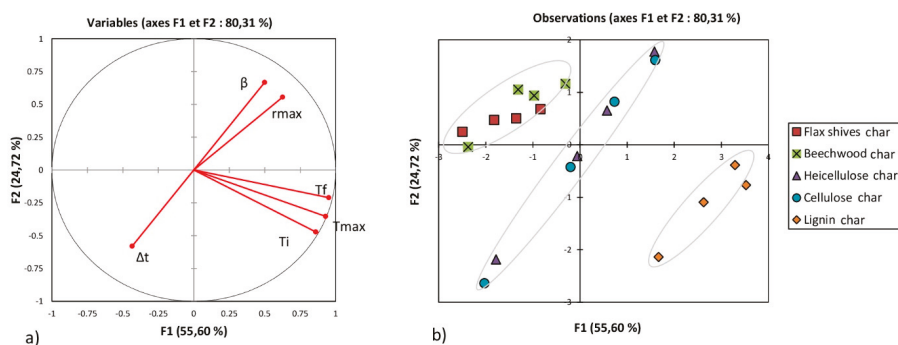 Variables (axes F1 et F2 : 80,31 %)
1
0.75
0.5
0.25
0
-0.25
-0.5
-0.75
-1
-1
-0.75
-0.5
-0.25
0
0.25
0.5
0.75
1
F2 (24,72 %)
F1 (55,60 %)
β
rmax
Tf
Tmax
Ti
Δt
a)
Observations (axes F1 et F2 : 80,31 %)
2
1
-1
-2
-3
-3
-2
-1
0
1
2
3
4
F2 (24,72 %)
F1 (55,60 %)
b)
Flax shives char
Beechwood char
Heicellulose char
Cellulose char
Lignin char